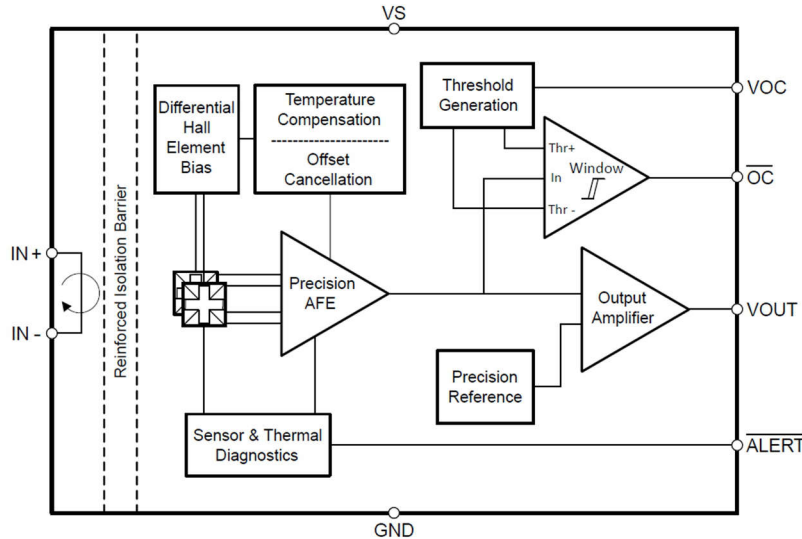 VS
Differential
Hall
Element
Bias
Temperature
Compensation
Offset
Cancellation
Threshold
Generation
VOC
Thr+
In
Thr -
Window
OC
Reinforced Isolation Barrier
IN +
IN -
Precision
AFE
Output
Amplifier
VOUT
Precision
Reference
Sensor & Thermal
Diagnostics
ALERT
GND